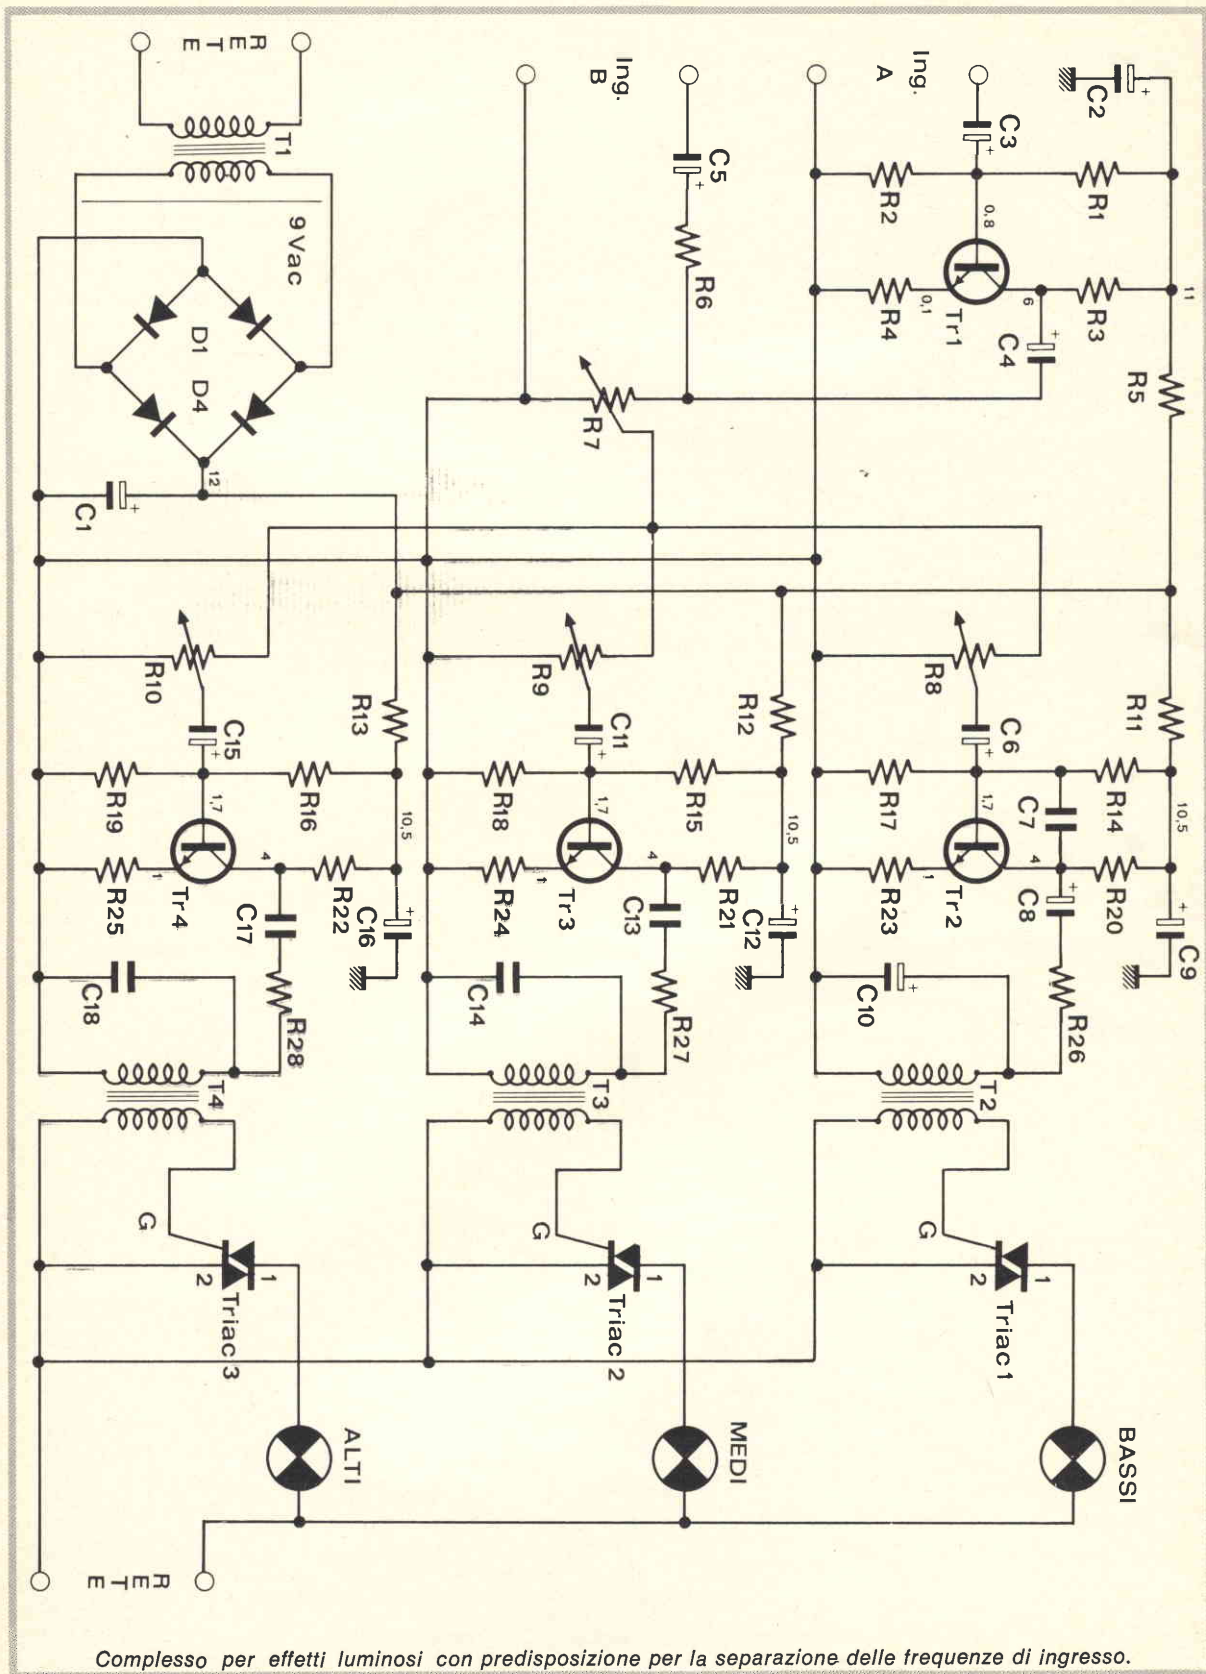 RETE
T1
9 Vac
D1
D4
12
C1
+
Ing.
B
C5
+
R6
R7
Ing.
A
C3
+
C2
+
R1
R2
0,8
Tr1
0,1
6
R3
R4
C4
+
11
R5
R8
C6
+
R11
R17
1,7
C7
R14
10,5
Tr2
1
4
R23
C8
+
R20
C9
+
C10
+
R26
T2
G
1
2
Triac 1
BASSI
R9
C11
+
R12
R18
1,7
R15
10,5
Tr3
1
4
R24
C13
R21
C12
+
C14
R27
T3
G
1
2
Triac 2
MEDI
R10
C15
+
R13
R19
1,7
R16
10,5
Tr4
1
4
R25
C17
R22
C16
+
C18
R28
T4
G
1
2
Triac 3
ALTI
RETE
Complesso per effetti luminosi con predisposizione per la separazione delle frequenze di ingresso.